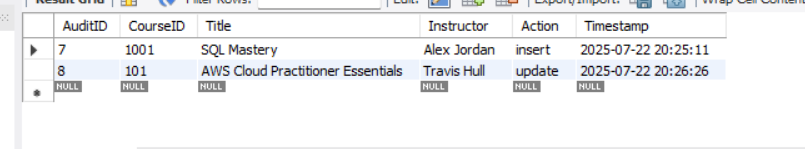 Result Grid Filter Rows: Edit: Export/Import: Wrap Cell Content
AuditID CourseID Title Instructor Action Timestamp
7 1001 SQL Mastery Alex Jordan insert 2025-07-22 20:25:11
8 101 AWS Cloud Practitioner Essentials Travis Hull update 2025-07-22 20:26:26
NULL NULL NULL NULL NULL NULL